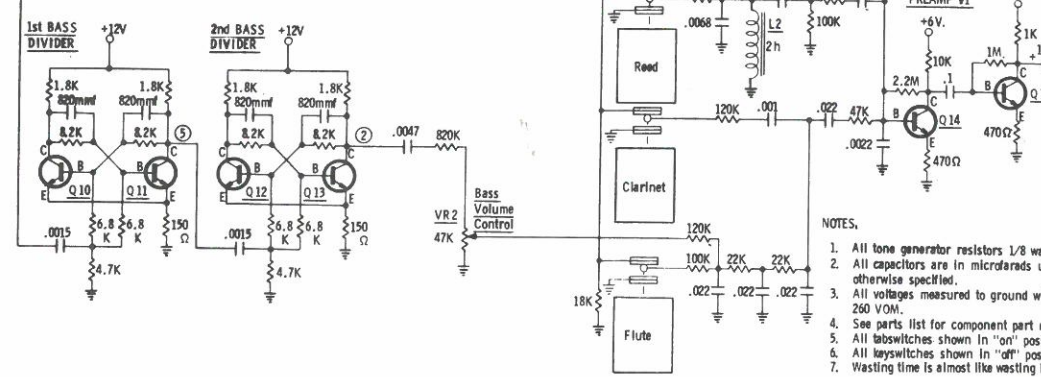 1st BASS
DIVIDER
+12V
2nd BASS
DIVIDER
+12V
1.8K
1.8K
820mmf
820mmf
8.2K
8.2K
C
B
E
Q10
C
B
E
Q11
5
6.8
K
6.8
K
150
Ω
.0015
4.7K
1.8K
1.8K
820mmf
820mmf
8.2K
8.2K
C
B
E
Q12
C
B
E
Q13
2
6.8
K
6.8
K
150
Ω
.0015
4.7K
.0047
820K
Bass
Volume
Control
VR2
47K
.0068
L2
2h
100K
Reed
120K
.001
.022
47K
.0022
Clarinet
120K
100K
22K
22K
.022
.022
.022
18K
Flute
PREAMP
+6V.
10K
2.2M
.1
1M
1K
B
C
E
Q14
470Ω
B
C
E
470Ω
NOTES,
1. All tone generator resistors 1/8
2. All capacitors are in microfarads
otherwise specified.
3. All voltages measured to ground
260 VOM.
4. See parts list for component part
5. All tabswitches shown in "on"
6. All keyswitches shown in "off"
7. Wasting time is almost like wasting